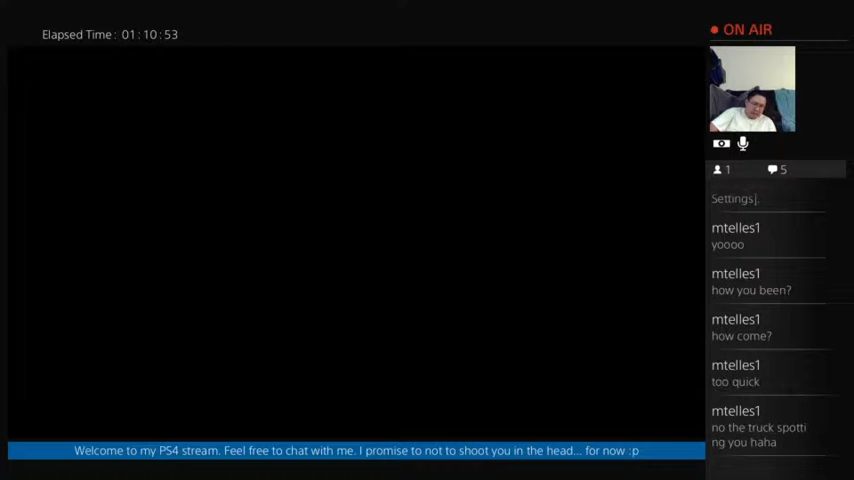 Elapsed Time: 01:10:53
ON AIR
1
5
Settings].
mtelles1
yoooo
mtelles1
how you been?
mtelles1
how come?
mtelles1
too quick
mtelles1
no the truck spotti
ng you haha
Welcome to my PS4 stream. Feel free to chat with me. I promise to not to shoot you in the head... for now :p